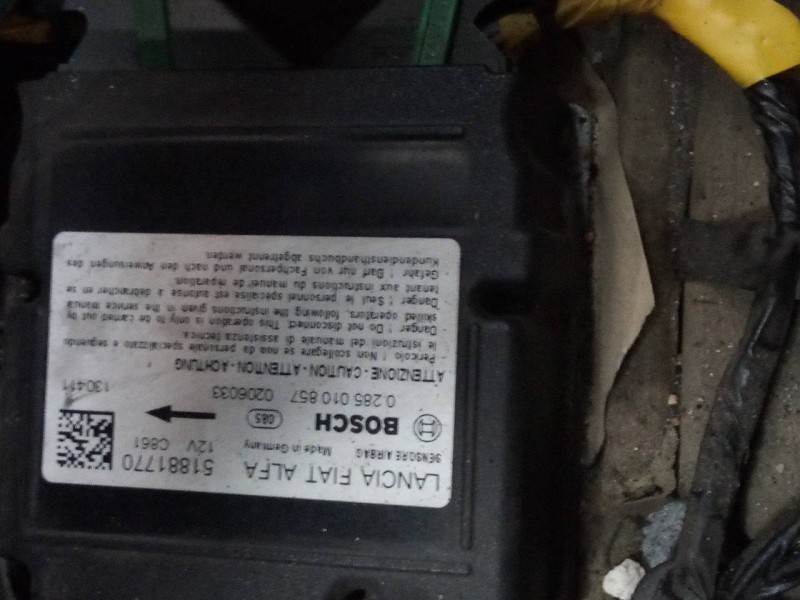 LANCIA FIAT ALFA 51881770
SENSORE AIRBAG Made in Germany 12V C861
BOSCH 085
0 285 010 857 0206033 130411
ATTENZIONE - CAUTION - ATTENTION - ACHTUNG
- Pericolo ! Non scollegare se non da personale specializzato e seguendo
le istruzioni del manuale di assistenza tecnica.
- Danger ! Do not disconnect. This operation is only to be carried out by
skilled operators, following the instructions given in the service manual
- Danger ! Seul le personnel spécialisé est autorisé à débrancher en se
tenant aux instructions du manuel de réparation.
- Gefahr ! Darf nur von Fachpersonal und nach den Anweisungen des
Kundendiensthandbuchs abgetrennt werden.